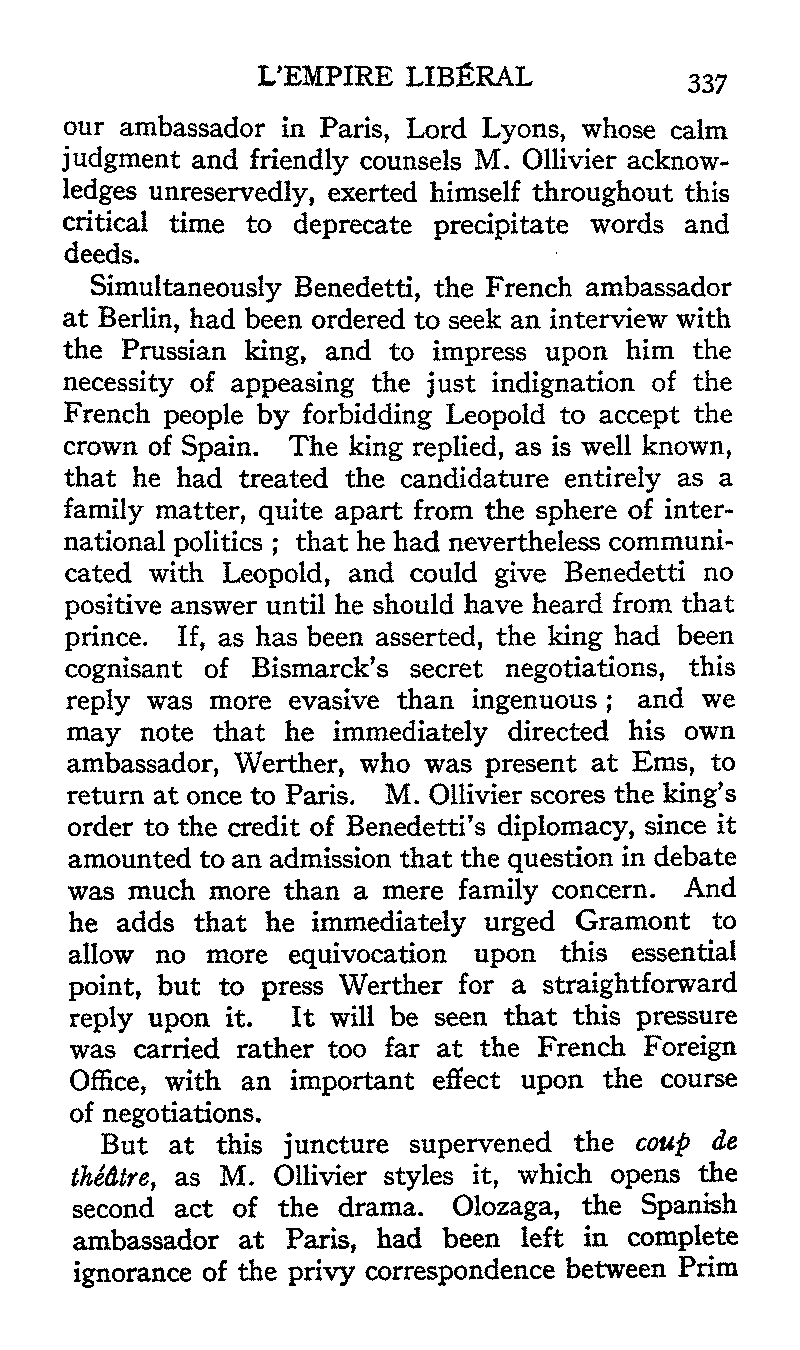 L'EMPIRE LIBÉRAL 337
our ambassador in Paris, Lord Lyons, whose calm
judgment and friendly counsels M. Ollivier acknow-
ledges unreservedly, exerted himself throughout this
critical time to deprecate precipitate words and
deeds.
Simultaneously Benedetti, the French ambassador
at Berlin, had been ordered to seek an interview with
the Prussian king, and to impress upon him the
necessity of appeasing the just indignation of the
French people by forbidding Leopold to accept the
crown of Spain. The king replied, as is well known,
that he had treated the candidature entirely as a
family matter, quite apart from the sphere of inter-
national politics ; that he had nevertheless communi-
cated with Leopold, and could give Benedetti no
positive answer until he should have heard from that
prince. If, as has been asserted, the king had been
cognisant of Bismarck's secret negotiations, this
reply was more evasive than ingenuous ; and we
may note that he immediately directed his own
ambassador, Werther, who was present at Ems, to
return at once to Paris. M. Ollivier scores the king's
order to the credit of Benedetti's diplomacy, since it
amounted to an admission that the question in debate
was much more than a mere family concern. And
he adds that he immediately urged Gramont to
allow no more equivocation upon this essential
point, but to press Werther for a straightforward
reply upon it. It will be seen that this pressure
was carried rather too far at the French Foreign
Office, with an important effect upon the course
of negotiations.
But at this juncture supervened the coup de
théâtre, as M. Ollivier styles it, which opens the
second act of the drama. Olozaga, the Spanish
ambassador at Paris, had been left in complete
ignorance of the privy correspondence between Prim